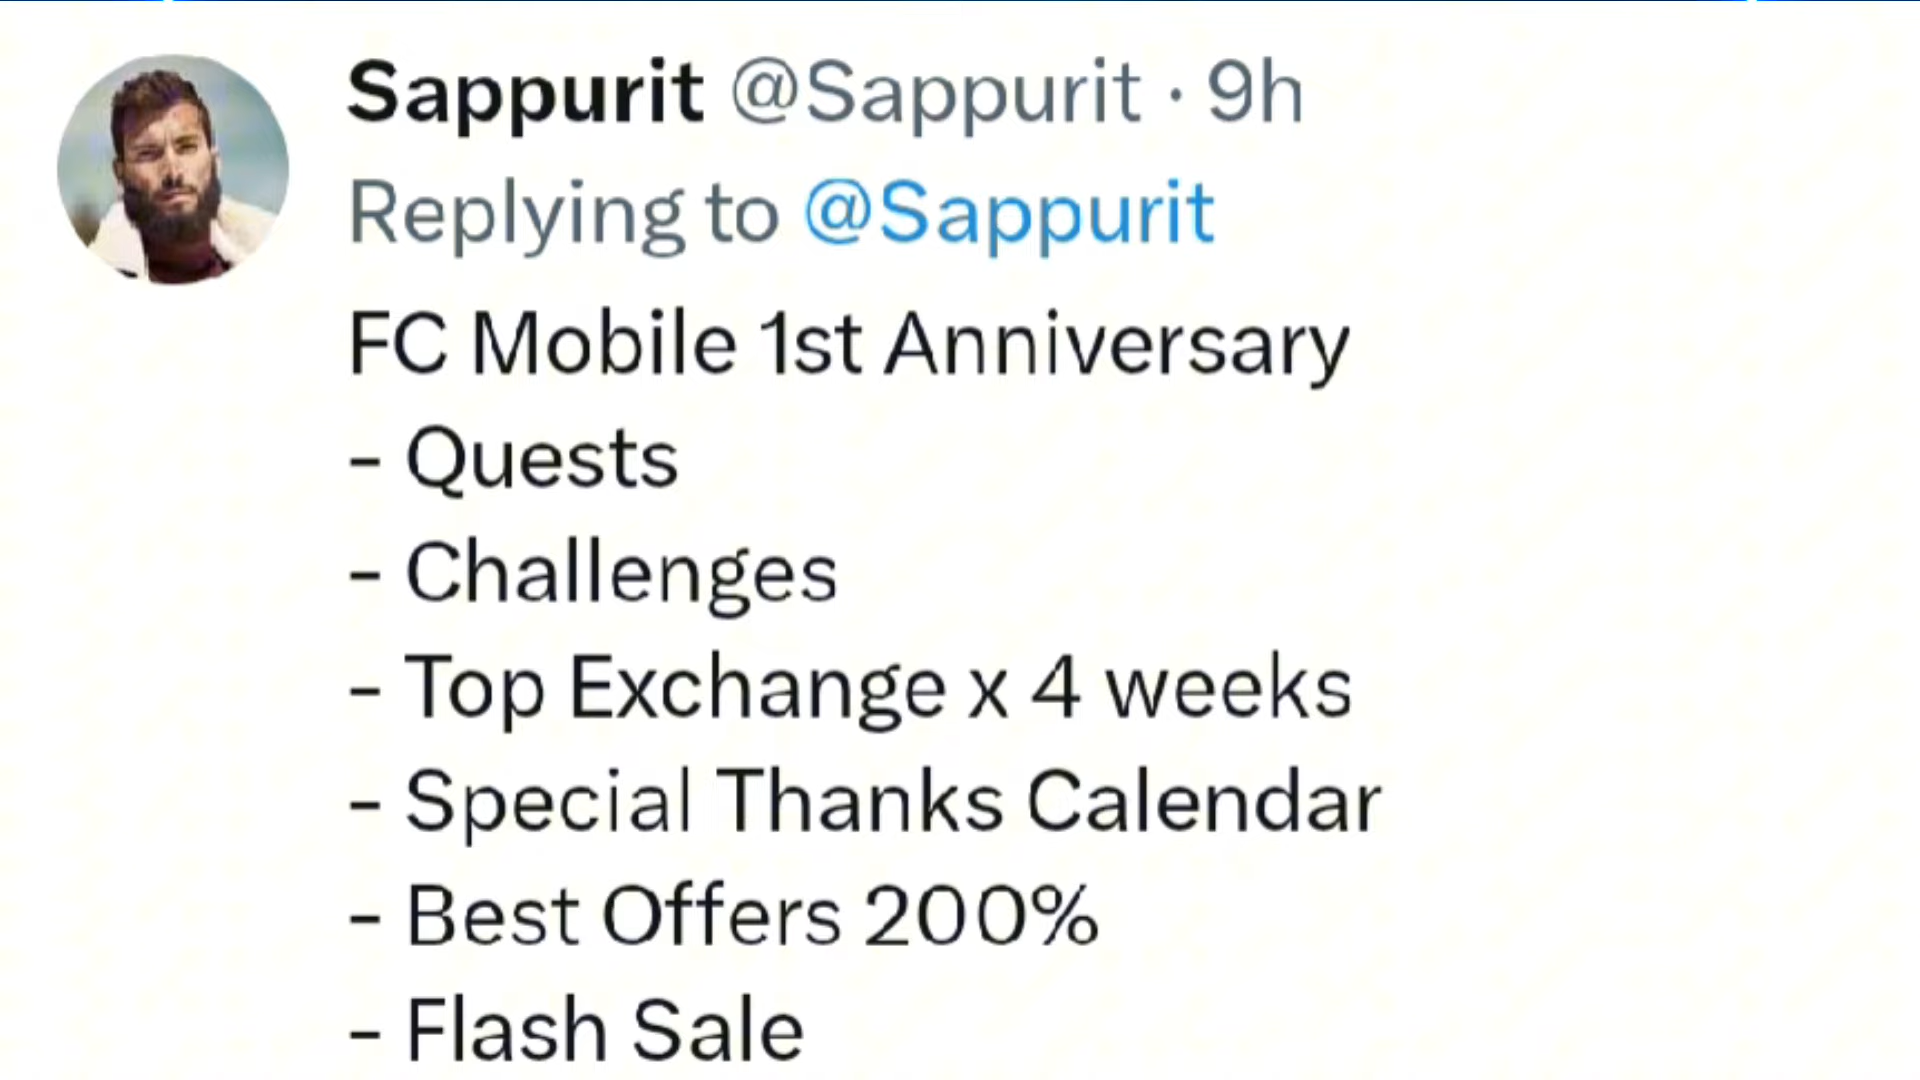 Sappurit @Sappurit · 9h
Replying to @Sappurit
FC Mobile 1st Anniversary
- Quests
- Challenges
- Top Exchange x 4 weeks
- Special Thanks Calendar
- Best Offers 200%
- Flash Sale